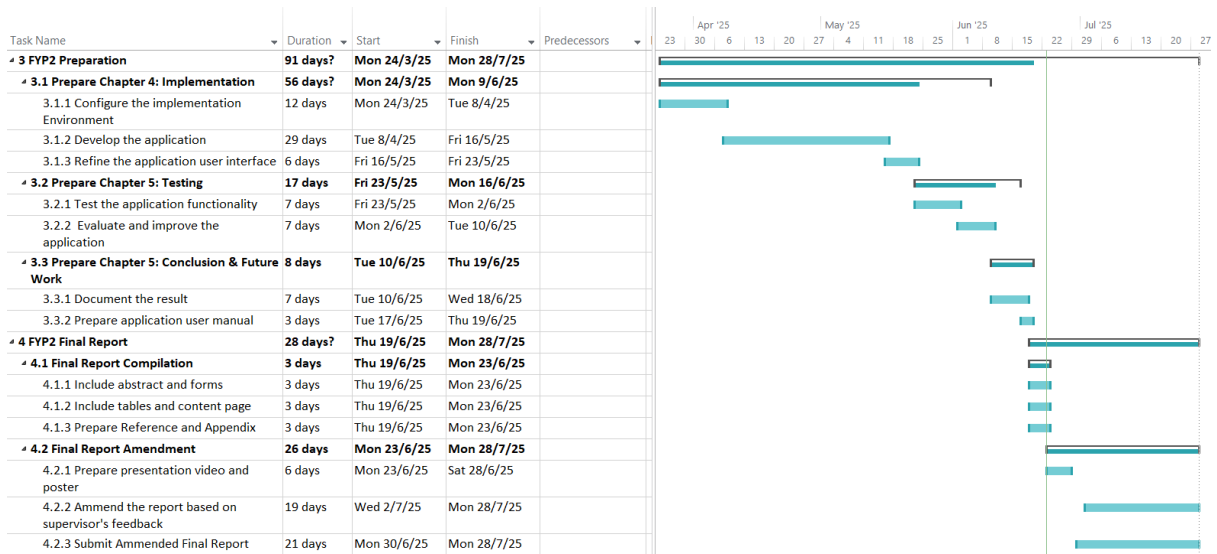 Apr '25 May '25 Jun '25 Jul '25
Task Name Duration Start Finish Predecessors 23 30 6 13 20 27 4 11 18 25 1 8 15 22 29 6 13 20 27
3 FYP2 Preparation 91 days? Mon 24/3/25 Mon 28/7/25
3.1 Prepare Chapter 4: Implementation 56 days? Mon 24/3/25 Mon 9/6/25
3.1.1 Configure the implementation 12 days Mon 24/3/25 Tue 8/4/25
Environment
3.1.2 Develop the application 29 days Tue 8/4/25 Fri 16/5/25
3.1.3 Refine the application user interface 6 days Fri 16/5/25 Fri 23/5/25
3.2 Prepare Chapter 5: Testing 17 days Fri 23/5/25 Mon 16/6/25
3.2.1 Test the application functionality 7 days Fri 23/5/25 Mon 2/6/25
3.2.2 Evaluate and improve the 7 days Mon 2/6/25 Tue 10/6/25
application
3.3 Prepare Chapter 5: Conclusion & Future 8 days Tue 10/6/25 Thu 19/6/25
Work
3.3.1 Document the result 7 days Tue 10/6/25 Wed 18/6/25
3.3.2 Prepare application user manual 3 days Tue 17/6/25 Thu 19/6/25
4 FYP2 Final Report 28 days? Thu 19/6/25 Mon 28/7/25
4.1 Final Report Compilation 3 days Thu 19/6/25 Mon 23/6/25
4.1.1 Include abstract and forms 3 days Thu 19/6/25 Mon 23/6/25
4.1.2 Include tables and content page 3 days Thu 19/6/25 Mon 23/6/25
4.1.3 Prepare Reference and Appendix 3 days Thu 19/6/25 Mon 23/6/25
4.2 Final Report Amendment 26 days Mon 23/6/25 Mon 28/7/25
4.2.1 Prepare presentation video and 6 days Mon 23/6/25 Sat 28/6/25
poster
4.2.2 Ammend the report based on 19 days Wed 2/7/25 Mon 28/7/25
supervisor's feedback
4.2.3 Submit Ammended Final Report 21 days Mon 30/6/25 Mon 28/7/25